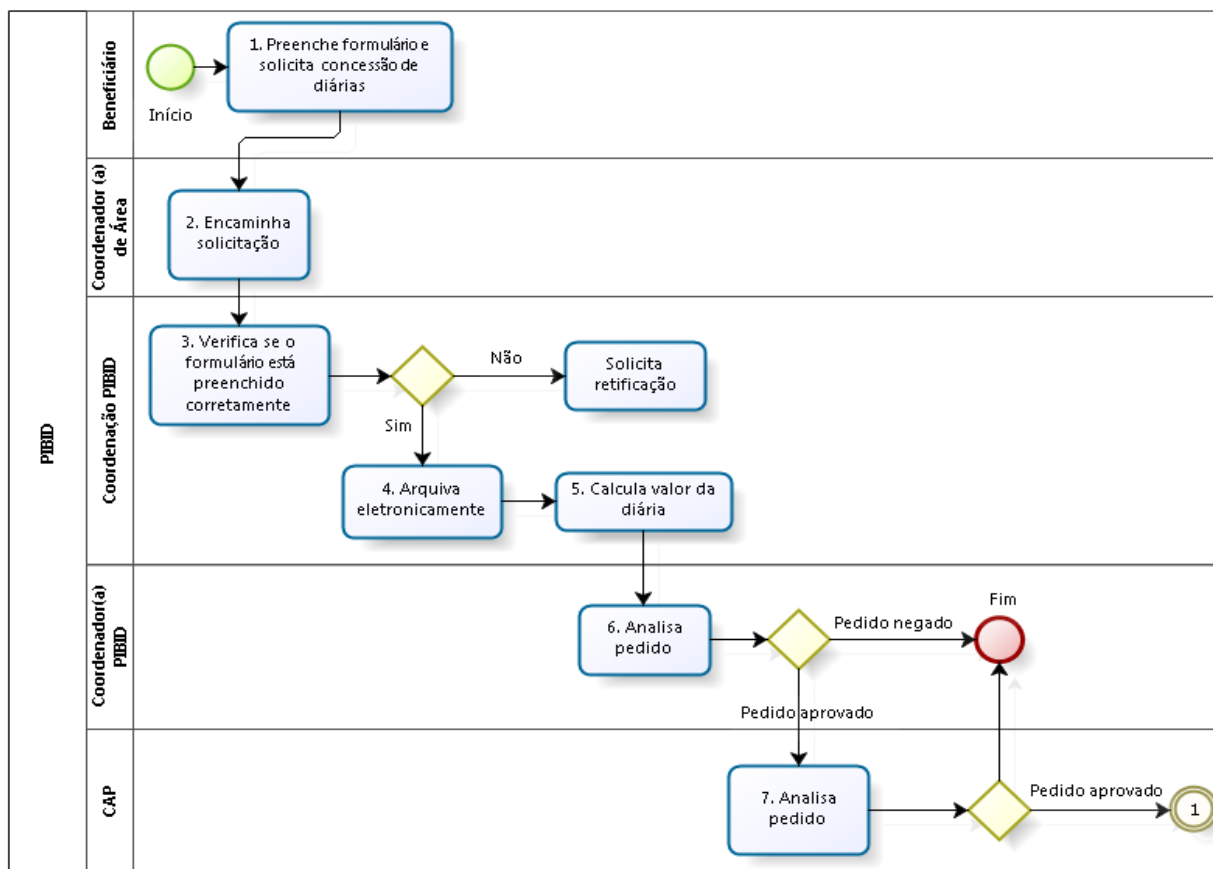 PIBID
Beneficiário
Início
1. Preenche formulário e
solicita concessão de
diárias
Coordenador (a)
de Área
2. Encaminha
solicitação
Coordenação PIBID
3. Verifica se o
formulário está
preenchido
corretamente
Não
Solicita
retificação
Sim
4. Arquiva
eletronicamente
5. Calcula valor da
diária
Coordenador(a)
PIBID
6. Analisa
pedido
Pedido negado
Fim
Pedido aprovado
CAP
7. Analisa
pedido
Pedido aprovado
1